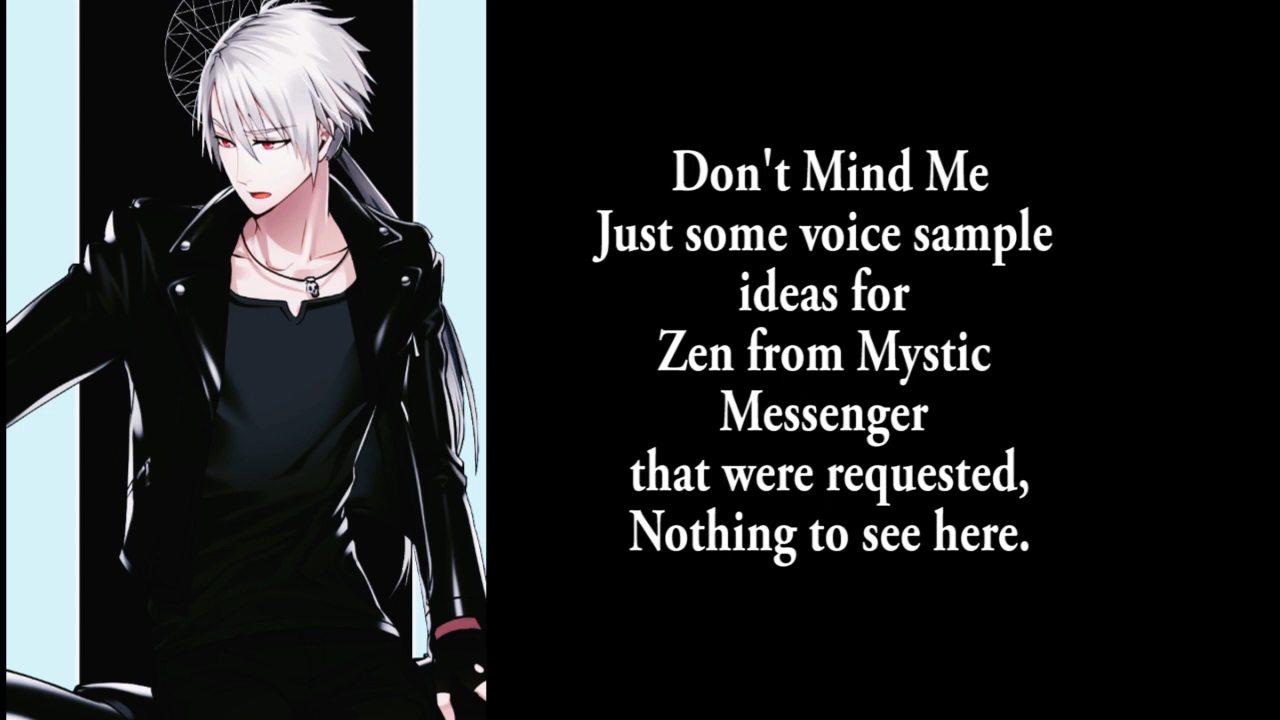 Don't Mind Me
Just some voice sample
ideas for
Zen from Mystic
Messenger
that were requested,
Nothing to see here.